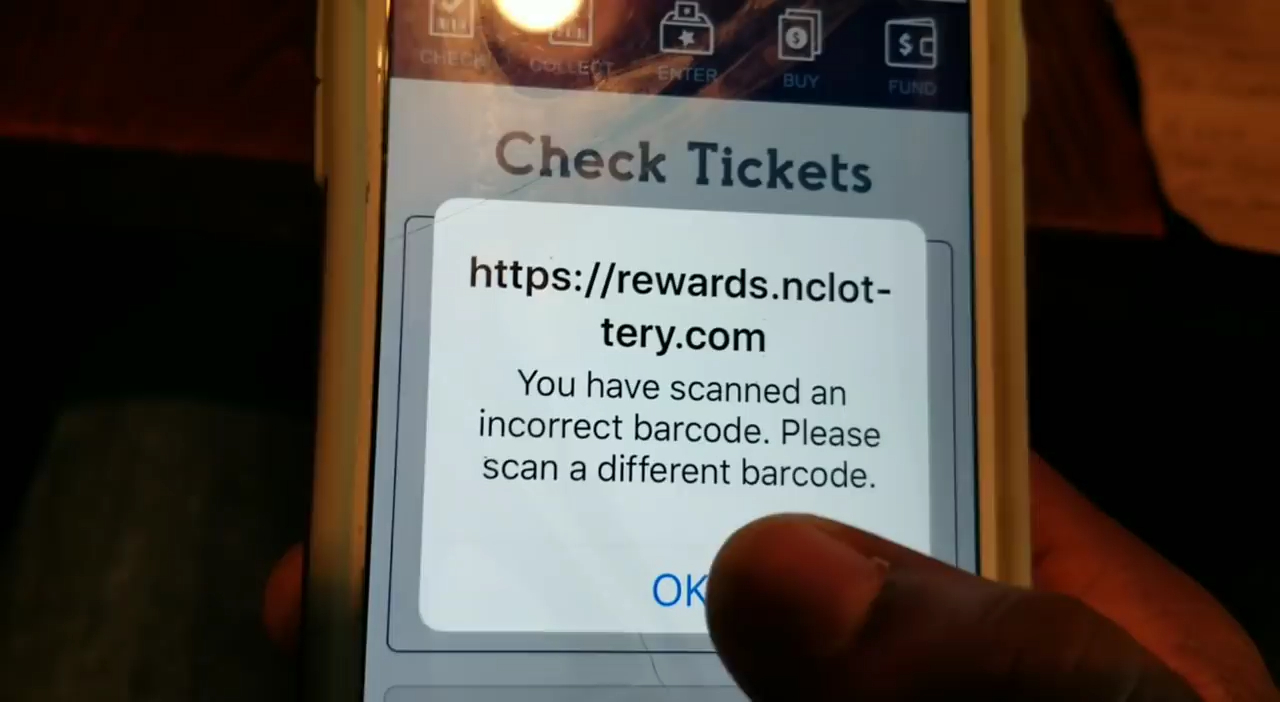 CHECK COLLECT ENTER BUY FUND
Check Tickets
https://rewards.nclot-
tery.com
You have scanned an
incorrect barcode. Please
scan a different barcode.
OK